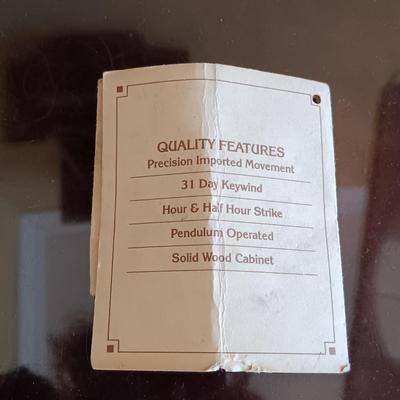 QUALITY FEATURES
Precision Imported Movement
31 Day Keywind
Hour & Half Hour Strike
Pendulum Operated
Solid Wood Cabinet